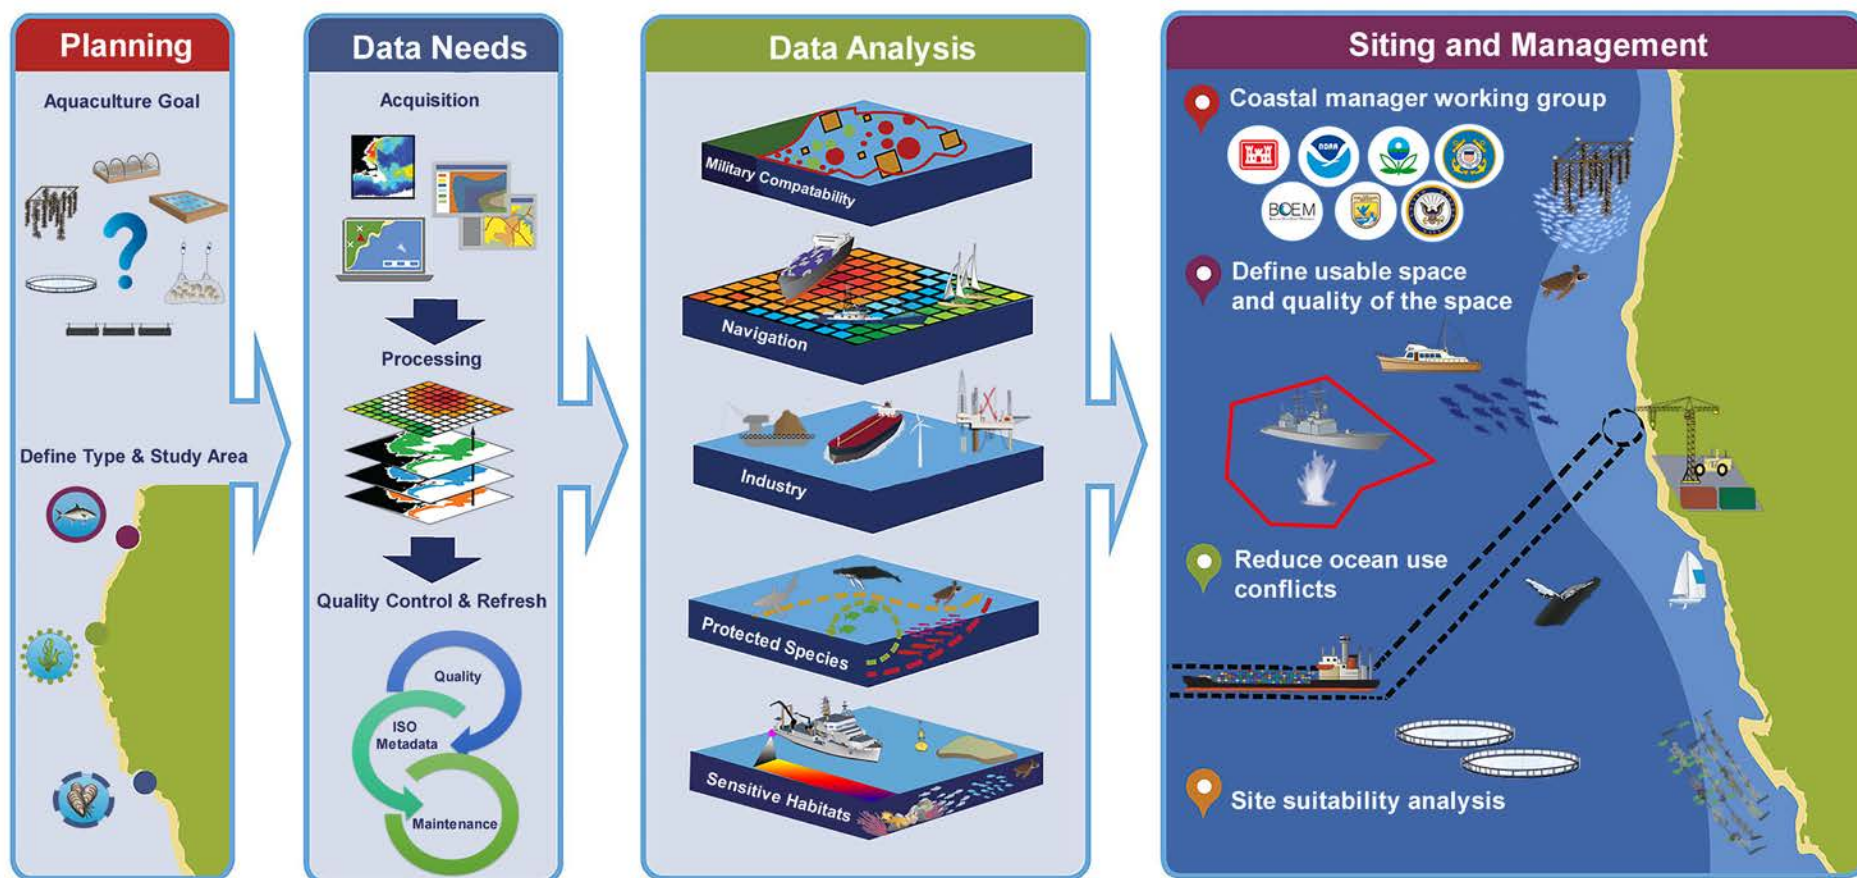 Planning
Aquaculture Goal
Define Type & Study Area
Data Needs
Acquisition
Processing
Quality Control & Refresh
Quality
ISO
Metadata
Maintenance
Data Analysis
Military Compatability
Navigation
Industry
Protected Species
Sensitive Habitats
Siting and Management
Coastal manager working group
NOAA
BOEM
Define usable space
and quality of the space
Reduce ocean use
conflicts
Site suitability analysis